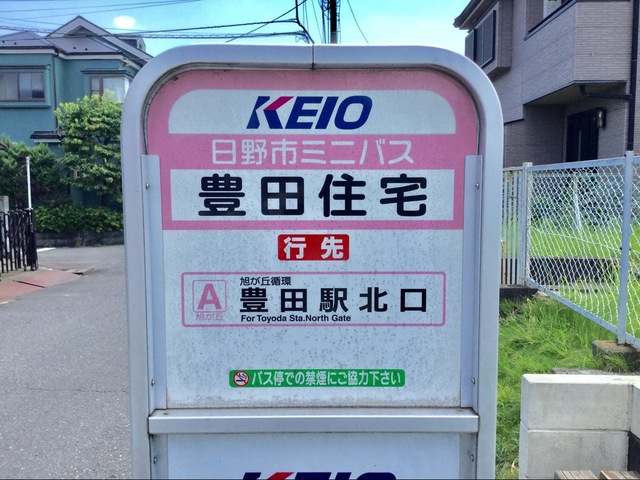 KEIO
日野市ミニバス
豊田住宅
行先
A
旭が丘
旭が丘循環
豊田駅北口
For Toyoda Sta.North Gate
バス停での禁煙にご協力下さい
KEIO